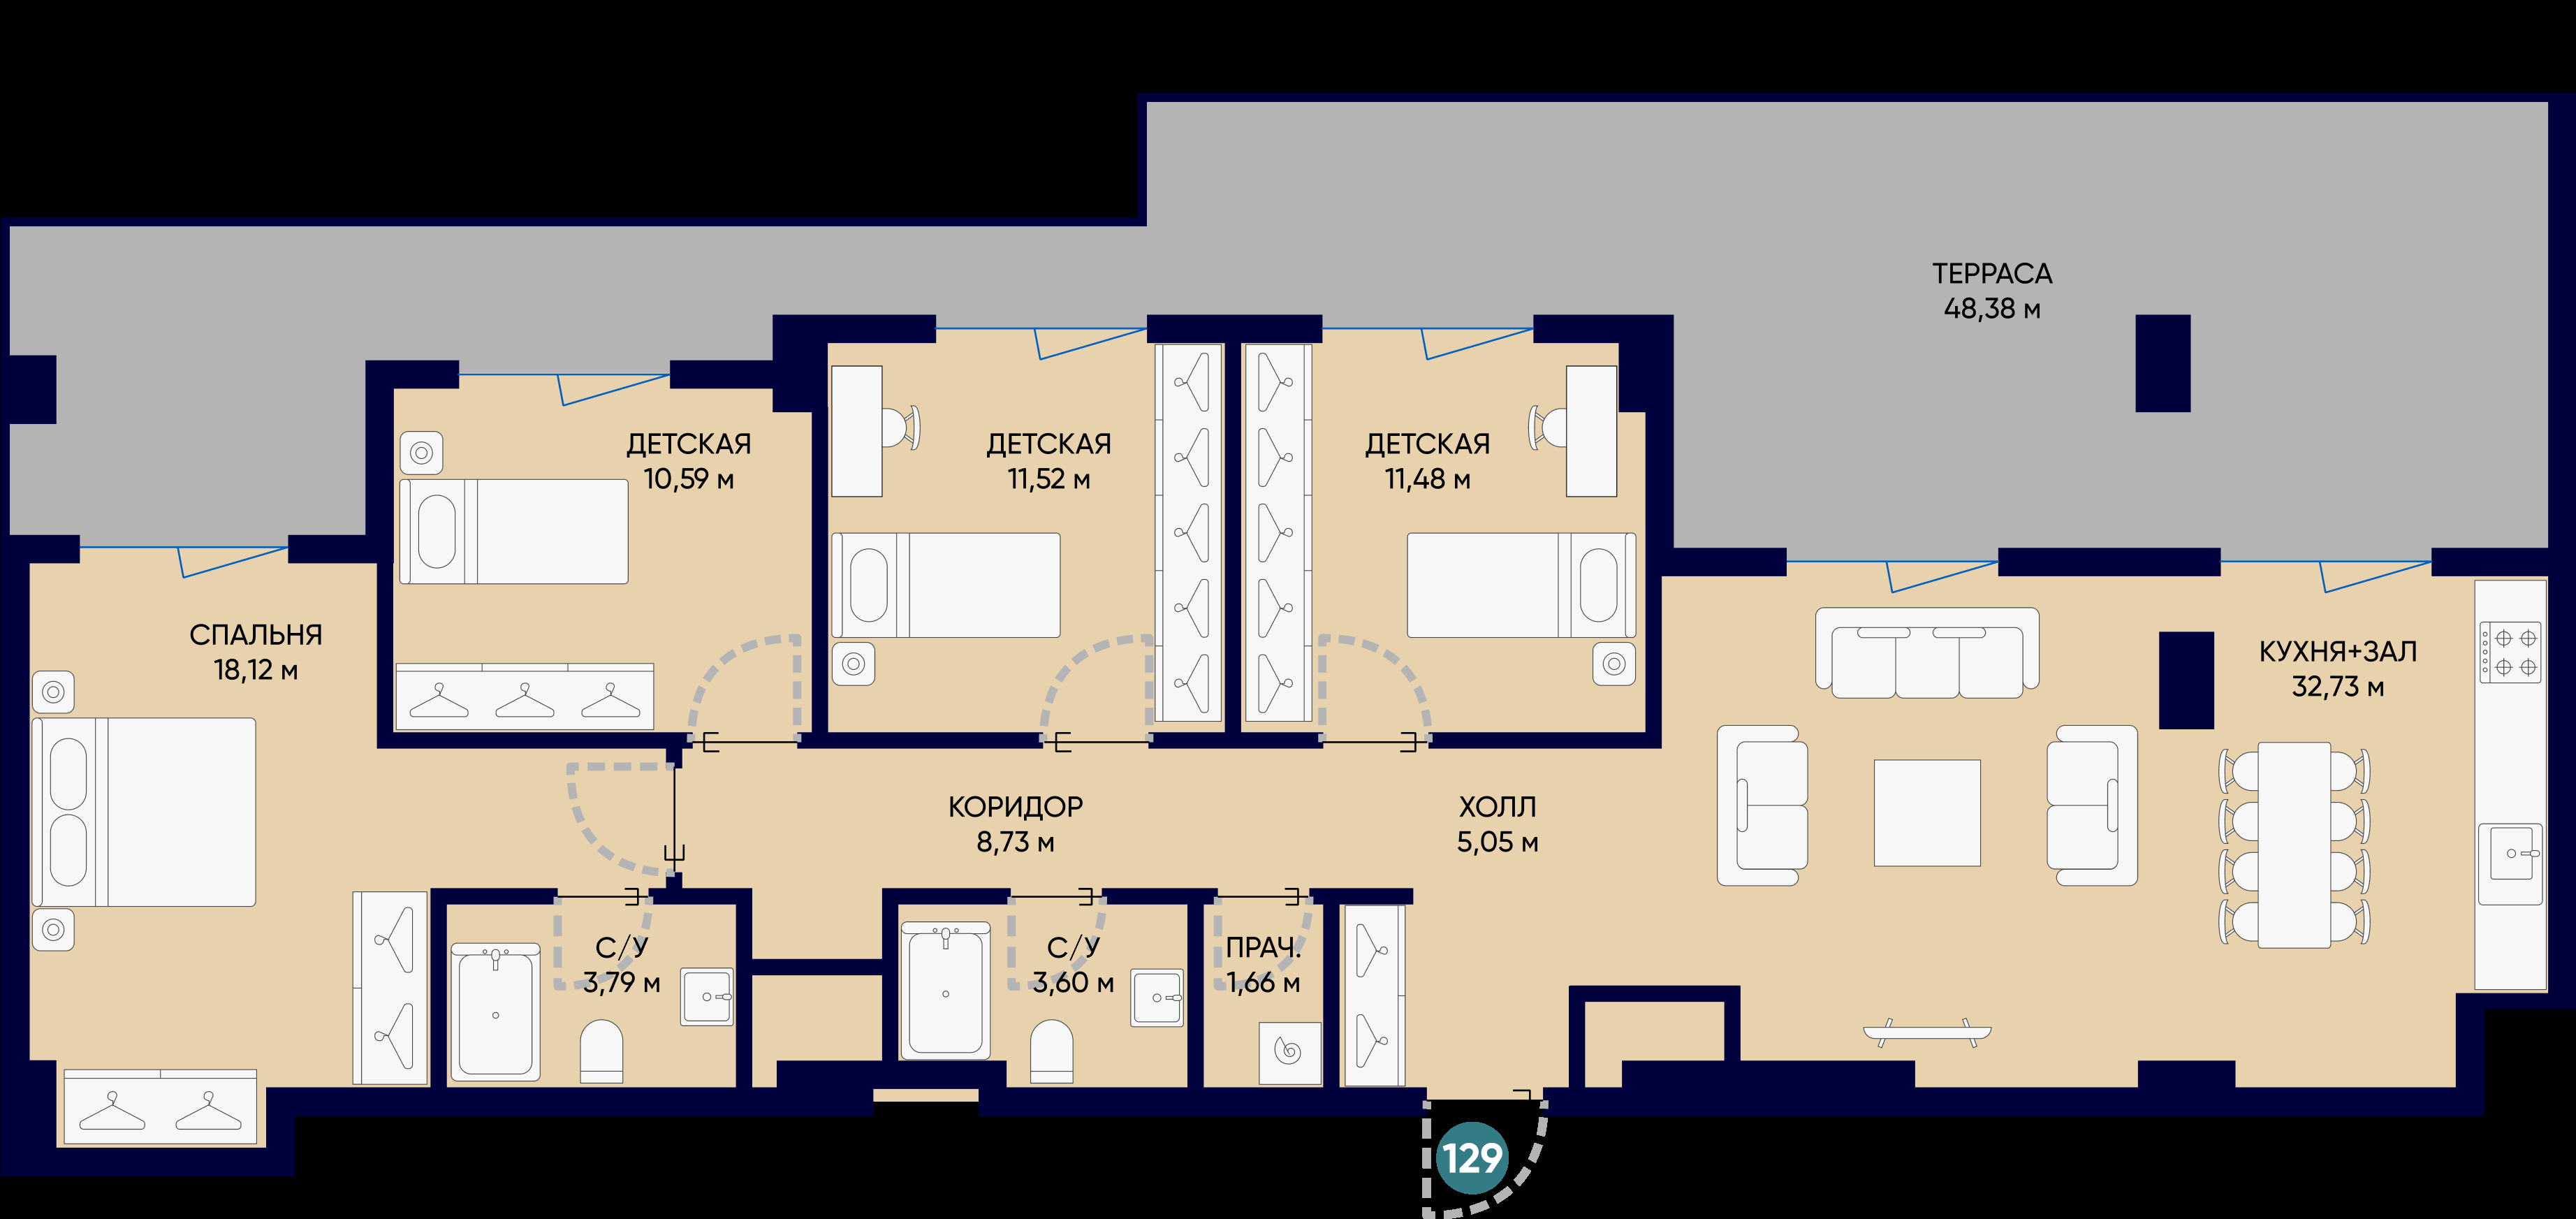 ТЕРРАСА
48,38 м
ДЕТСКАЯ
10,59 м
ДЕТСКАЯ
11,52 м
ДЕТСКАЯ
11,48 м
СПАЛЬНЯ
18,12 м
КУХНЯ+ЗАЛ
32,73 м
КОРИДОР
8,73 м
ХОЛЛ
5,05 м
С/У
3,79 м
С/У
3,60 м
ПРАЧ.
1,66 м
129